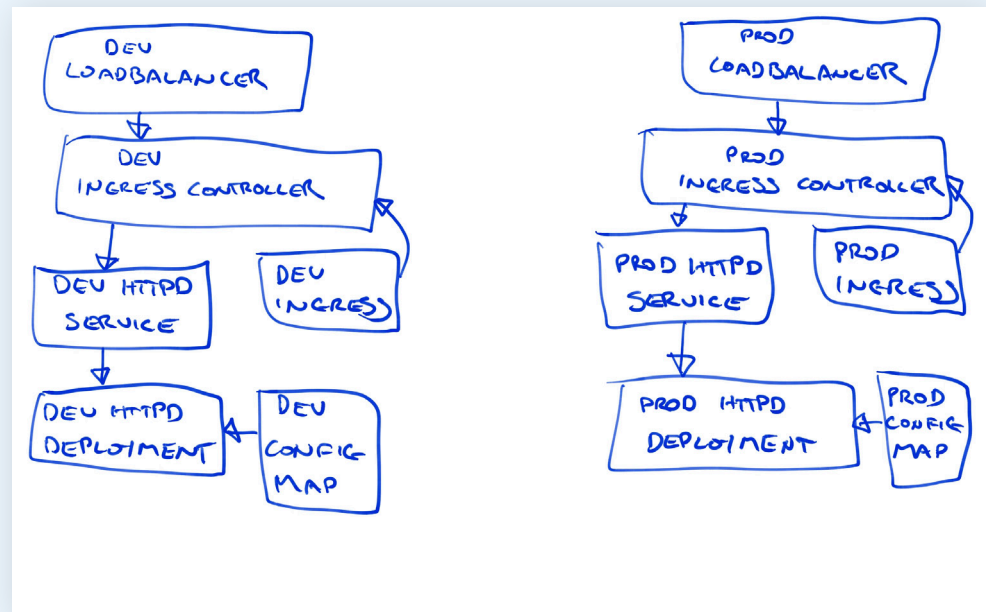 DEV
LOADBALANCER
DEV
INGRESS CONTROLLER
DEV HTTPD
SERVICE
DEV
INGRESS
DEV HTTPD
DEPLOYMENT
DEV
CONFIG
MAP
PROD
LOADBALANCER
PROD
INGRESS CONTROLLER
PROD HTTPD
SERVICE
PROD
INGRESS
PROD HTTPD
DEPLOYMENT
PROD
CONFIG
MAP